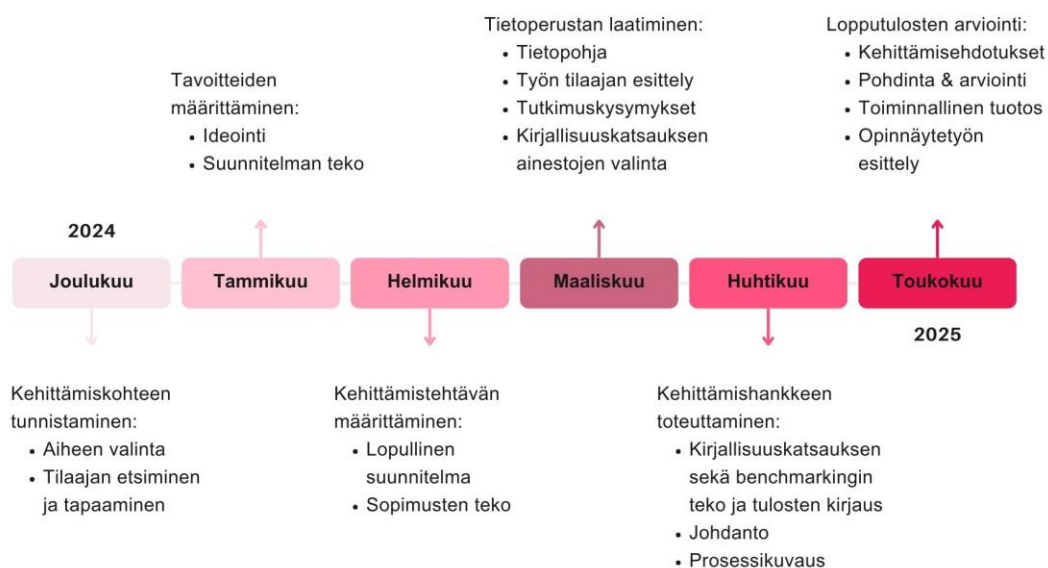 Tietoperustan laatiminen:
• Tietopohja
• Työn tilaajan esittely
• Tutkimuskysymykset
• Kirjallisuuskatsauksen
ainestojen valinta
Lopputulosten arviointi:
• Kehittämisehdotukset
• Pohdinta & arviointi
• Toiminnallinen tuotos
• Opinnäytetyön
esittely
Tavoitteiden
määrittäminen:
• Ideointi
• Suunnitelman teko
2024
Joulukuu
Tammikuu
Helmikuu
Maaliskuu
Huhtikuu
Toukokuu
2025
Kehittämiskohteen
tunnistaminen:
• Aiheen valinta
• Tilaajan etsiminen
ja tapaaminen
Kehittämistehtävän
määrittäminen:
• Lopullinen
suunnitelma
• Sopimusten teko
Kehittämishankkeen
toteuttaminen:
• Kirjallisuuskatsauksen
sekä benchmarkingin
teko ja tulosten kirjaus
• Johdanto
• Prosessikuvaus